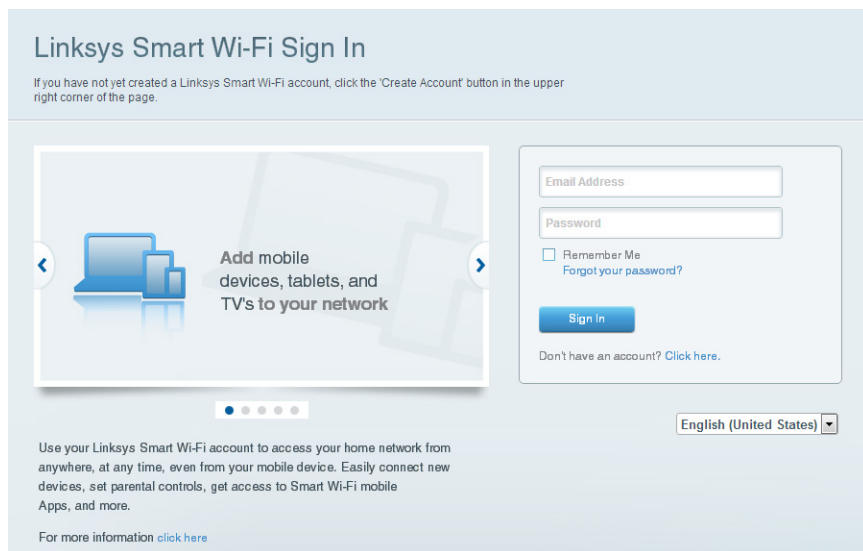 Linksys Smart Wi-Fi Sign In
If you have not yet created a Linksys Smart Wi-Fi account, click the 'Create Account' button in the upper
right corner of the page.
Add mobile
devices, tablets, and
TV's to your network
Email Address
Password
Remember Me
Forgot your password?
Sign In
Don't have an account? Click here.
English (United States)
Use your Linksys Smart Wi-Fi account to access your home network from
anywhere, at any time, even from your mobile device. Easily connect new
devices, set parental controls, get access to Smart Wi-Fi mobile
Apps, and more.
For more information click here